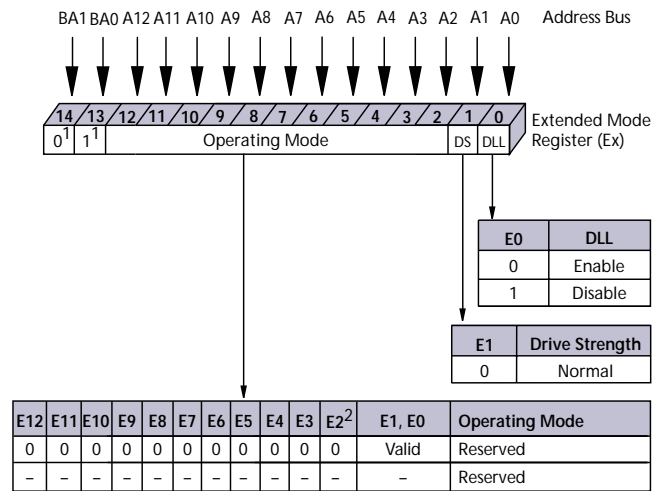 BA1 BA0 A12 A11 A10 A9 A8 A7 A6 A5 A4 A3 A2 A1 A0 Address Bus
14 13 12 11 10 9 8 7 6 5 4 3 2 1 0 Extended Mode
0¹ 1¹ Operating Mode DS DLL Register (Ex)
E0 DLL
0 Enable
1 Disable
E1 Drive Strength
0 Normal
E12 E11 E10 E9 E8 E7 E6 E5 E4 E3 E2² E1, E0 Operating Mode
0 0 0 0 0 0 0 0 0 0 0 Valid Reserved
– – – – – – – – – – – – Reserved